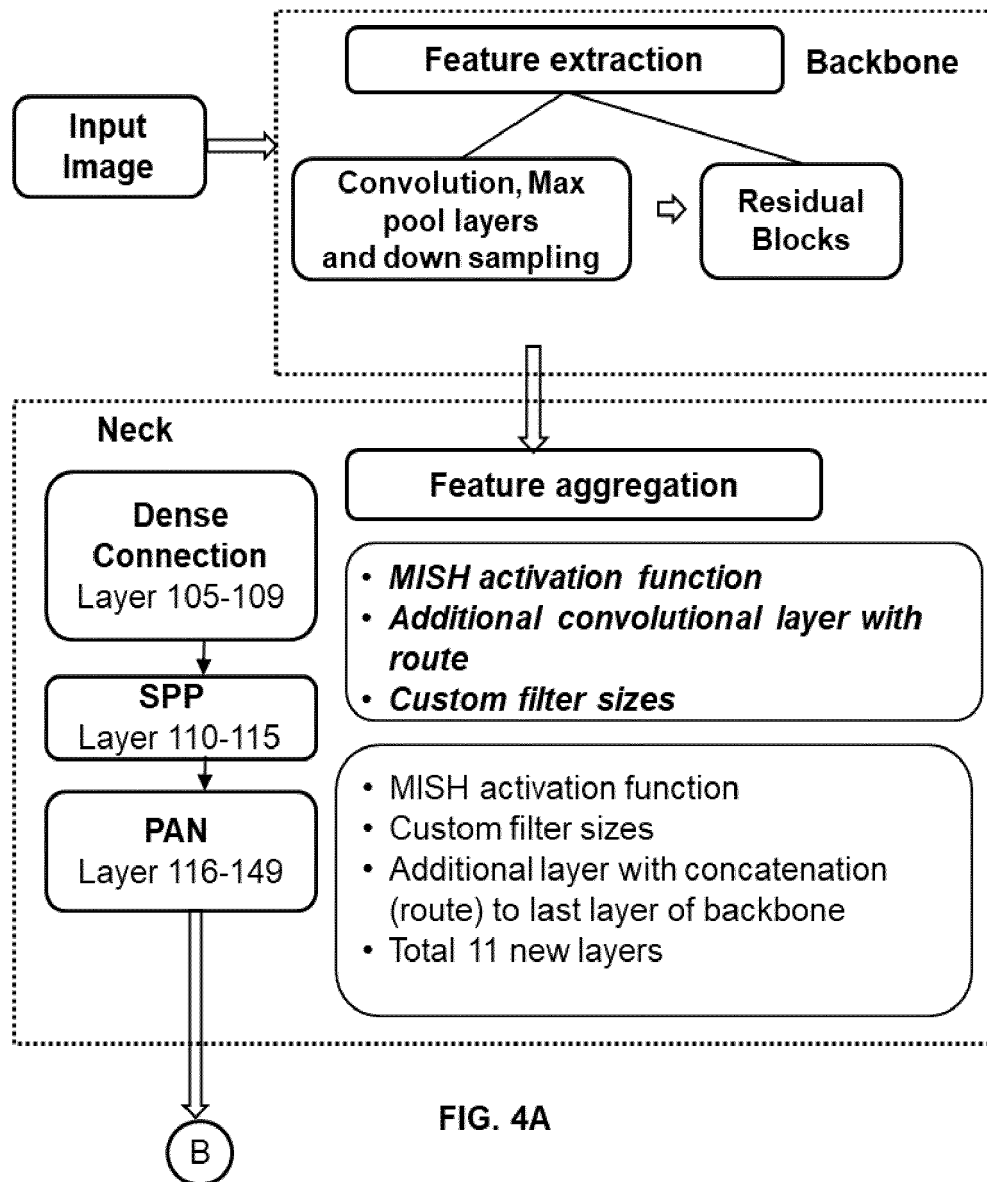 Feature extraction
Backbone
Input
Image
Convolution, Max
pool layers
and down sampling
Residual
Blocks
Neck
Feature aggregation
Dense
Connection
Layer 105-109
• MISH activation function
• Additional convolutional layer with
route
• Custom filter sizes
SPP
Layer 110-115
PAN
Layer 116-149
• MISH activation function
• Custom filter sizes
• Additional layer with concatenation
(route) to last layer of backbone
• Total 11 new layers
FIG. 4A
B